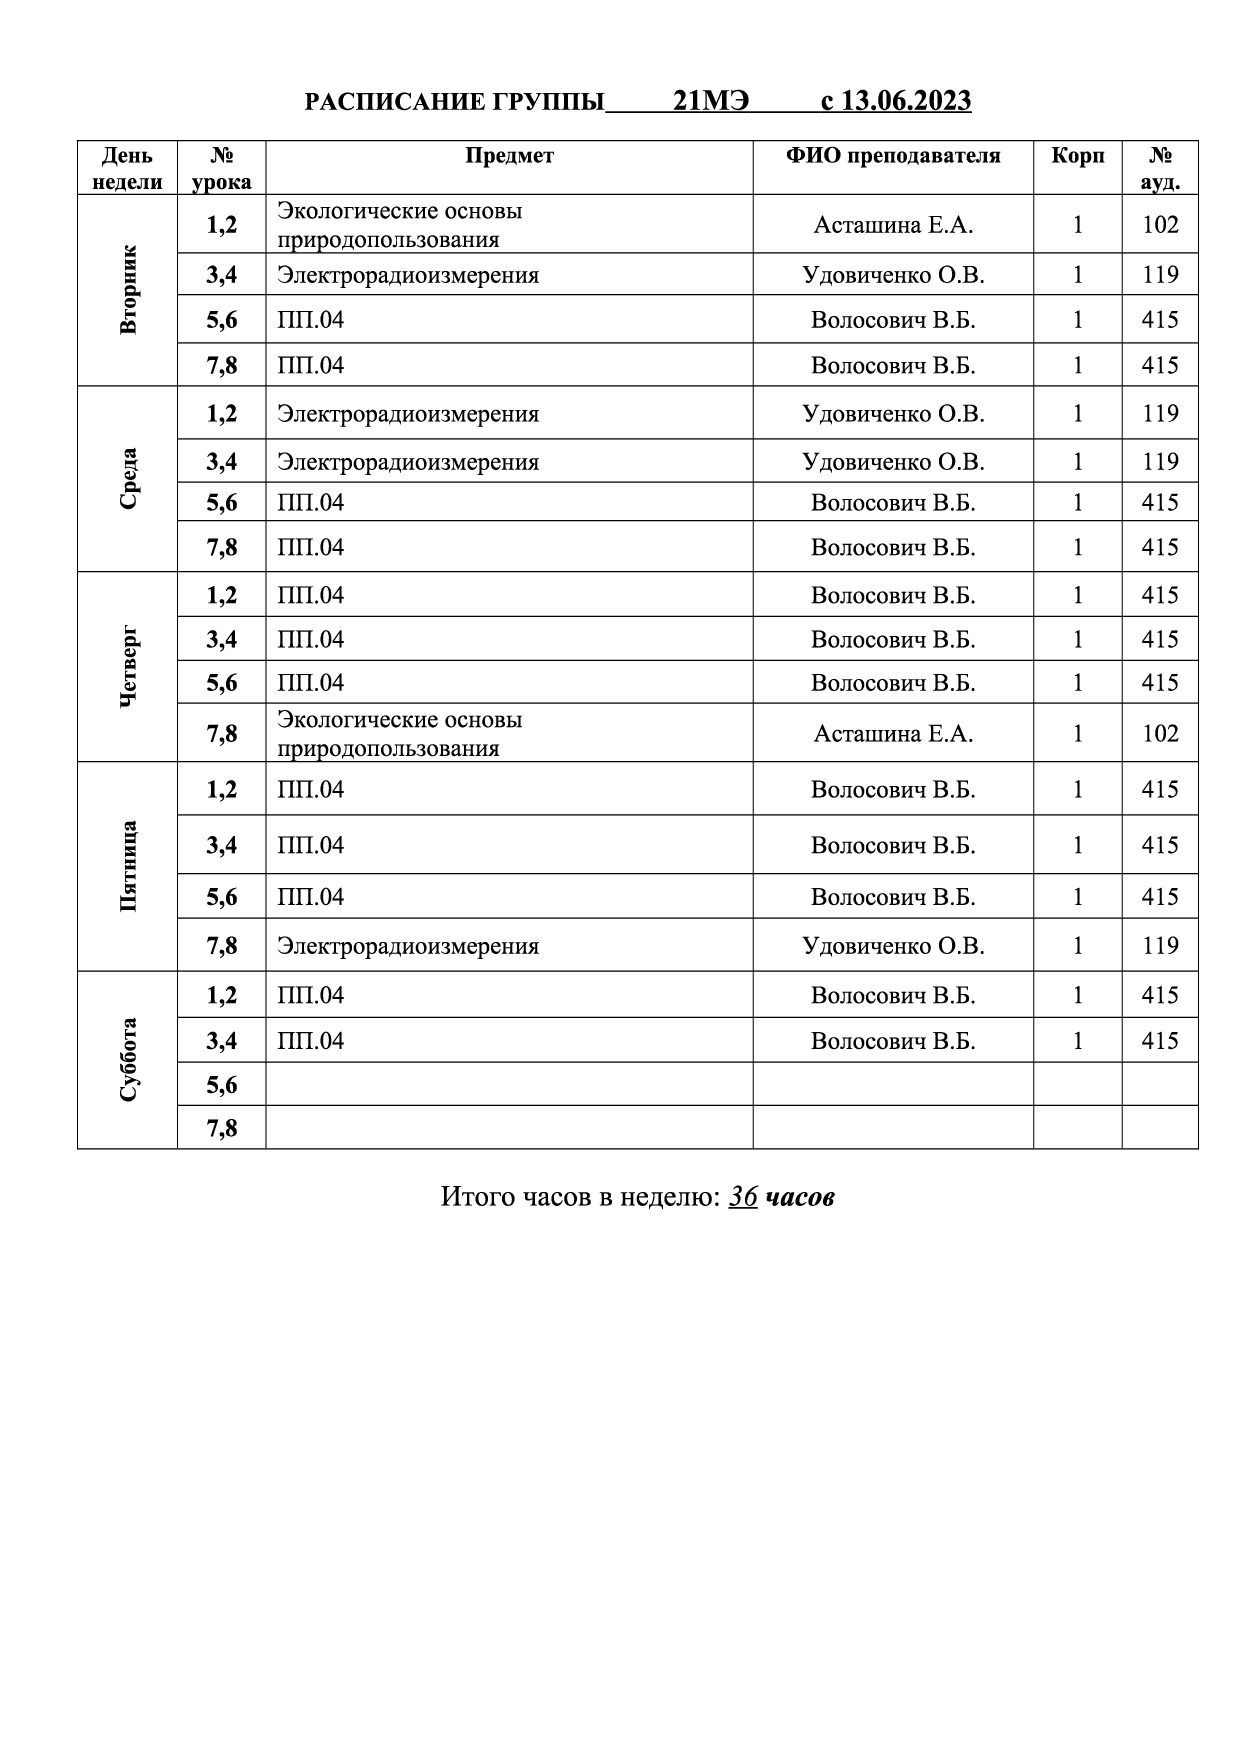 РАСПИСАНИЕ ГРУППЫ_____21МЭ_____с 13.06.2023
День недели № урока Предмет ФИО преподавателя Корп № ауд.
Вторник
1,2 Экологические основы природопользования Асташина Е.А. 1 102
3,4 Электрорадиоизмерения Удовиченко О.В. 1 119
5,6 ПП.04 Волосович В.Б. 1 415
7,8 ПП.04 Волосович В.Б. 1 415
Среда
1,2 Электрорадиоизмерения Удовиченко О.В. 1 119
3,4 Электрорадиоизмерения Удовиченко О.В. 1 119
5,6 ПП.04 Волосович В.Б. 1 415
7,8 ПП.04 Волосович В.Б. 1 415
Четверг
1,2 ПП.04 Волосович В.Б. 1 415
3,4 ПП.04 Волосович В.Б. 1 415
5,6 ПП.04 Волосович В.Б. 1 415
7,8 Экологические основы природопользования Асташина Е.А. 1 102
Пятница
1,2 ПП.04 Волосович В.Б. 1 415
3,4 ПП.04 Волосович В.Б. 1 415
5,6 ПП.04 Волосович В.Б. 1 415
7,8 Электрорадиоизмерения Удовиченко О.В. 1 119
Суббота
1,2 ПП.04 Волосович В.Б. 1 415
3,4 ПП.04 Волосович В.Б. 1 415
5,6
7,8
Итого часов в неделю: 36 часов